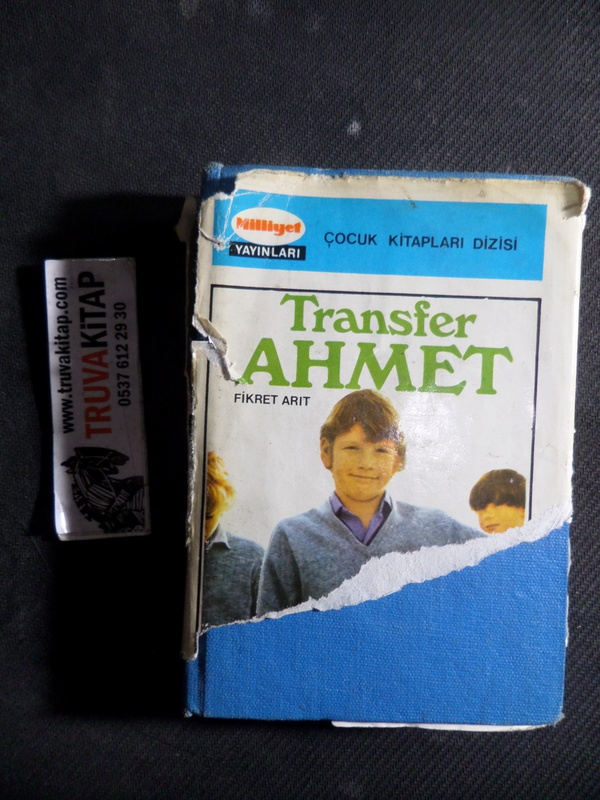 Milliyet
YAYINLARI
ÇOCUK KİTAPLARI DİZİSİ
Transfer
AHMET
FİKRET ARIT
www.truvakitap.com
TRUVAKİTAP
0537 612 29 30